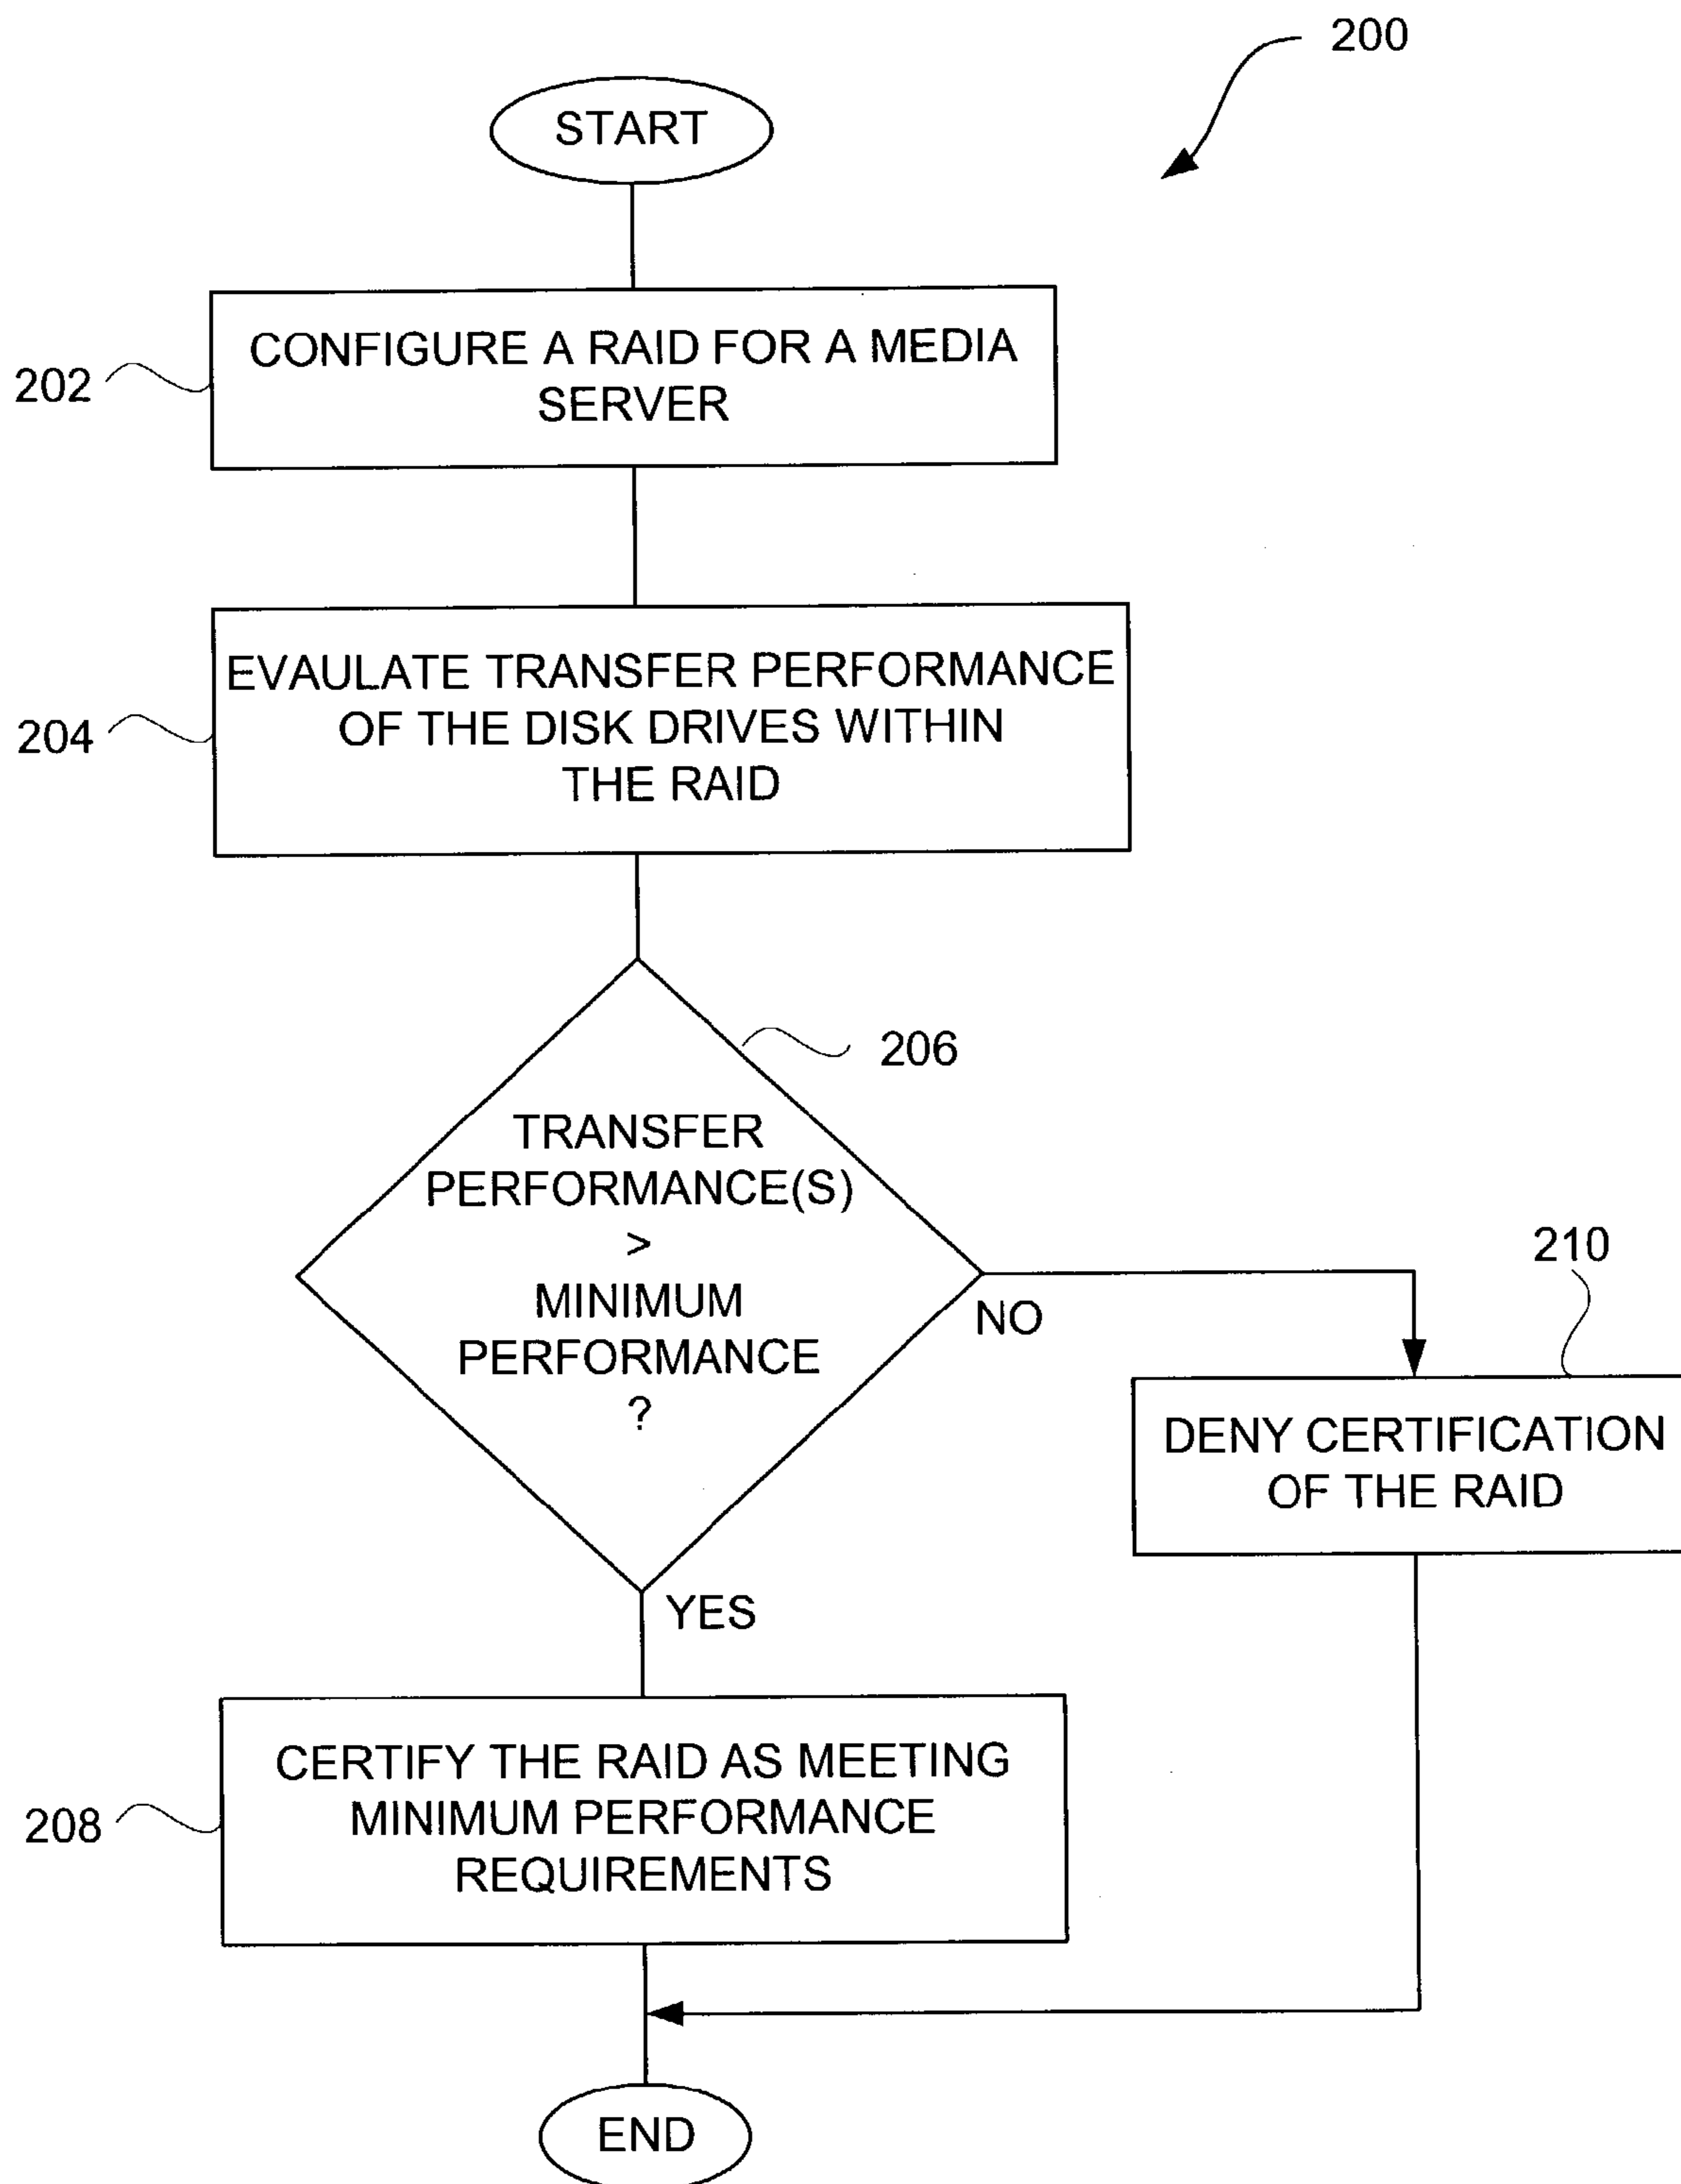 200
START
202
CONFIGURE A RAID FOR A MEDIA
SERVER
204
EVAULATE TRANSFER PERFORMANCE
OF THE DISK DRIVES WITHIN
THE RAID
206
TRANSFER
PERFORMANCE(S)
>
MINIMUM
PERFORMANCE
?
NO
210
DENY CERTIFICATION
OF THE RAID
YES
208
CERTIFY THE RAID AS MEETING
MINIMUM PERFORMANCE
REQUIREMENTS
END